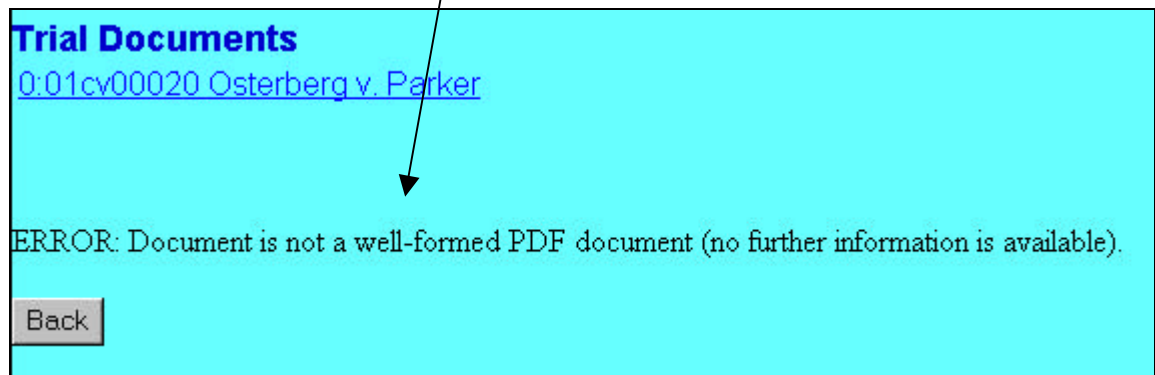 Trial Documents
0:01cv00020 Osterberg v. Parker
ERROR: Document is not a well-formed PDF document (no further information is available).
Back